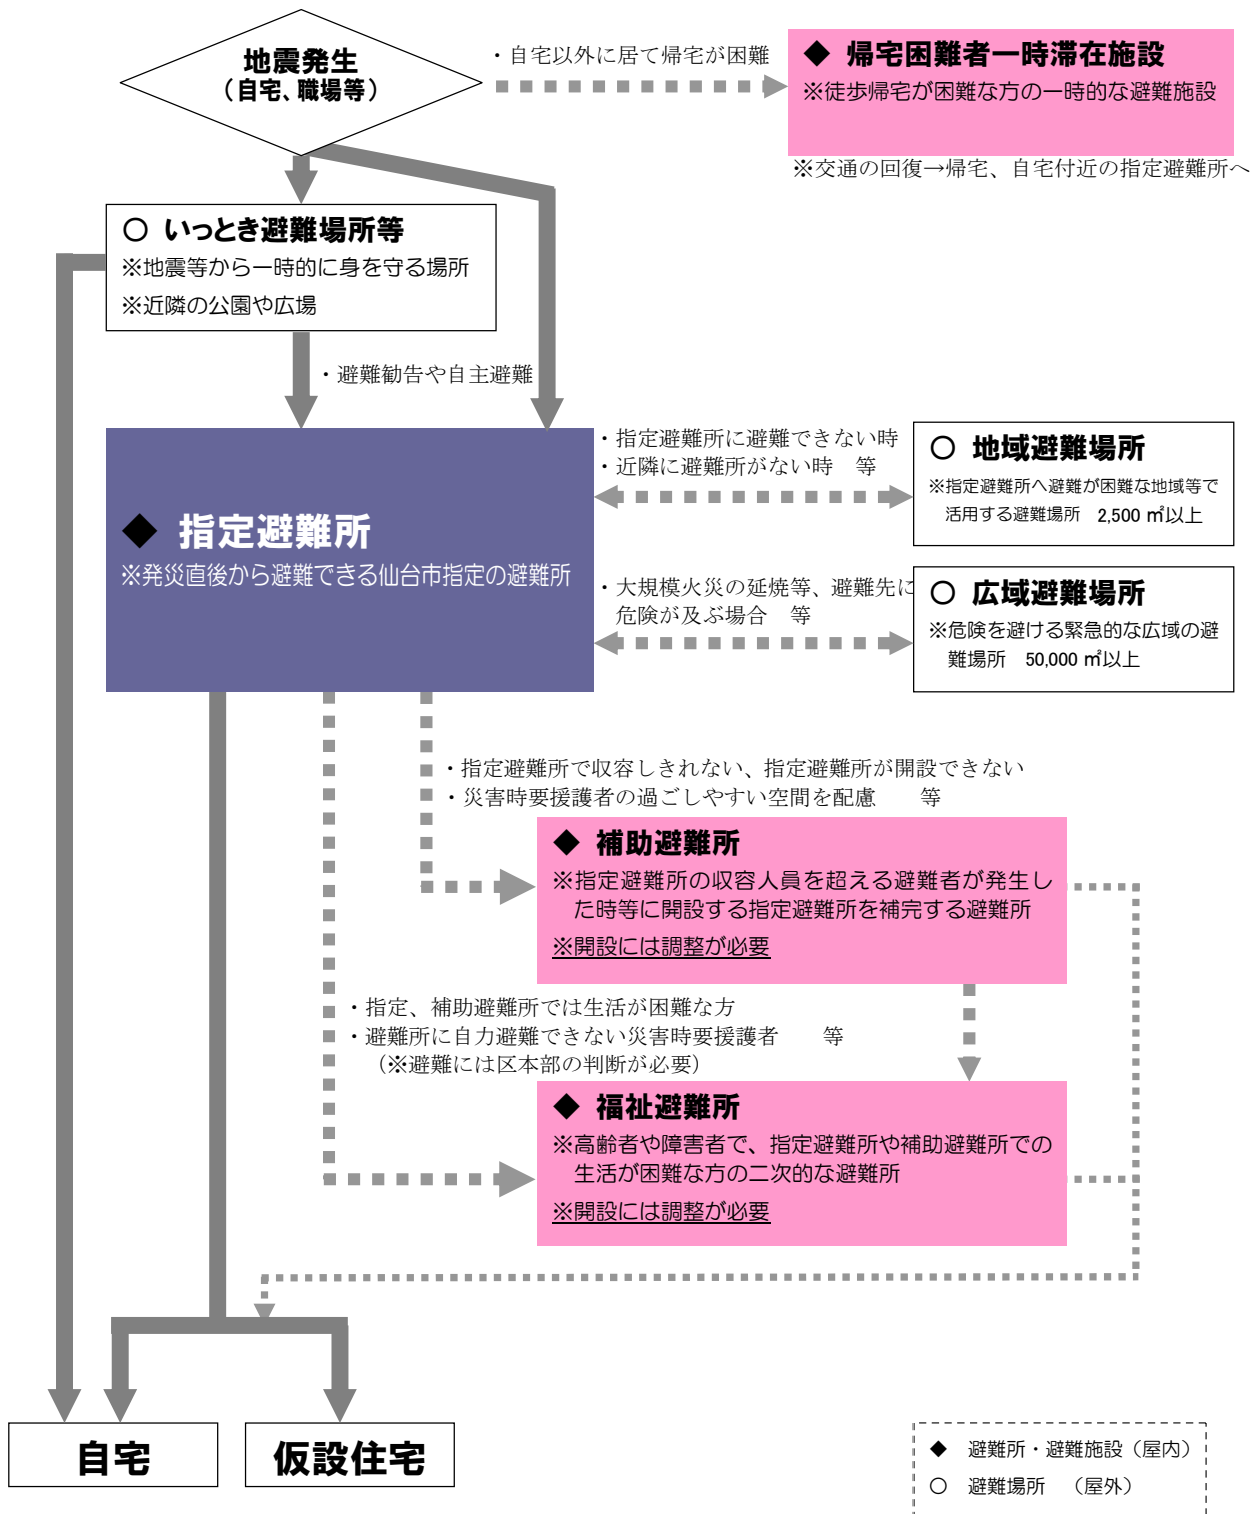 地震発生
（自宅、職場等）
・自宅以外に居て帰宅が困難
◆ 帰宅困難者一時滞在施設
※徒歩帰宅が困難な方の一時的な避難施設
※交通の回復→帰宅、自宅付近の指定避難所へ
○ いっとき避難場所等
※地震等から一時的に身を守る場所
※近隣の公園や広場
・避難勧告や自主避難
◆ 指定避難所
※発災直後から避難できる仙台市指定の避難所
・指定避難所に避難できない時
・近隣に避難所がない時　等
○ 地域避難場所
※指定避難所へ避難が困難な地域等で
活用する避難場所　2,500 ㎡以上
・大規模火災の延焼等、避難先に
危険が及ぶ場合　等
○ 広域避難場所
※危険を避ける緊急的な広域の避
難場所　50,000 ㎡以上
・指定避難所で収容しきれない、指定避難所が開設できない
・災害時要援護者の過ごしやすい空間を配慮　　等
◆ 補助避難所
※指定避難所の収容人員を超える避難者が発生し
た時等に開設する指定避難所を補完する避難所
※開設には調整が必要
・指定、補助避難所では生活が困難な方
・避難所に自力避難できない災害時要援護者　　等
（※避難には区本部の判断が必要）
◆ 福祉避難所
※高齢者や障害者で、指定避難所や補助避難所での
生活が困難な方の二次的な避難所
※開設には調整が必要
自宅
仮設住宅
◆　避難所・避難施設（屋内）
○　避難場所　（屋外）